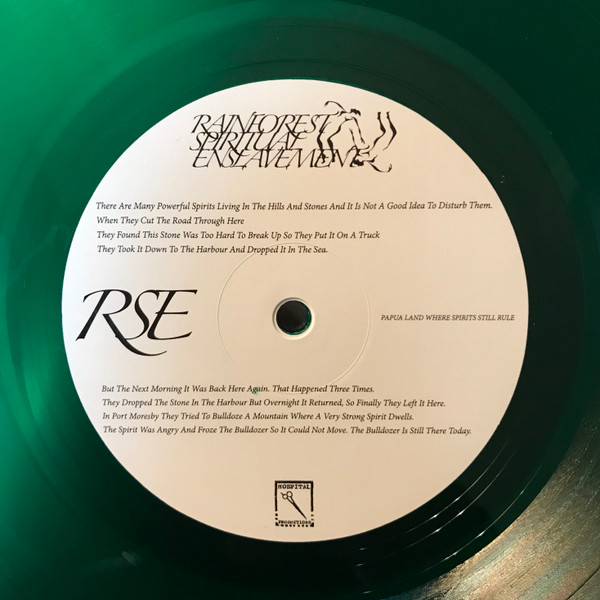 RAINFOREST
SPIRITUAL
ENSLAVEMENT
There Are Many Powerful Spirits Living In The Hills And Stones And It Is Not A Good Idea To Disturb Them.
When They Cut The Road Through Here
They Found This Stone Was Too Hard To Break Up So They Put It On A Truck
They Took It Down To The Harbour And Dropped It In The Sea.
RSE
PAPUA LAND WHERE SPIRITS STILL RULE
But The Next Morning It Was Back Here Again. That Happened Three Times.
They Dropped The Stone In The Harbour But Overnight It Returned, So Finally They Left It Here.
In Port Moresby They Tried To Bulldoze A Mountain Where A Very Strong Spirit Dwells.
The Spirit Was Angry And Froze The Bulldozer So It Could Not Move. The Bulldozer Is Still There Today.
HOSPITAL
PRODUCTIONS